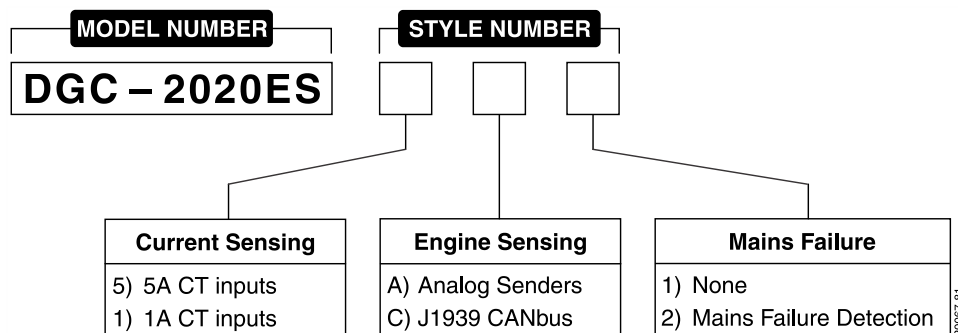 MODEL NUMBER
STYLE NUMBER
DGC – 2020ES
Current Sensing
5) 5A CT inputs
1) 1A CT inputs
Engine Sensing
A) Analog Senders
C) J1939 CANbus
Mains Failure
1) None
2) Mains Failure Detection